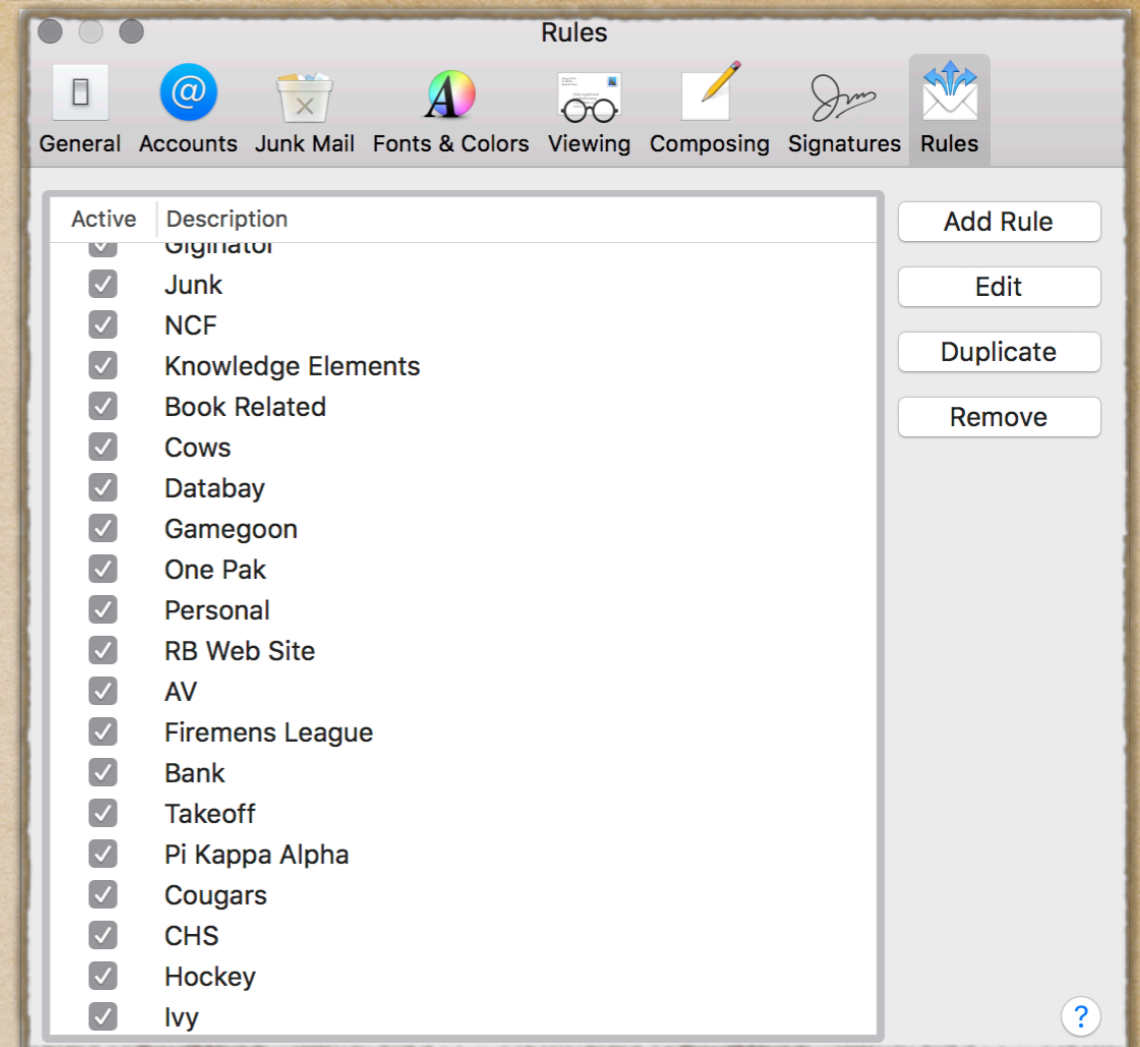 Rules
General Accounts Junk Mail Fonts & Colors Viewing Composing Signatures Rules
Active Description
Giginator
Junk
NCF
Knowledge Elements
Book Related
Cows
Databay
Gamegoon
One Pak
Personal
RB Web Site
AV
Firemens League
Bank
Takeoff
Pi Kappa Alpha
Cougars
CHS
Hockey
Ivy
Add Rule
Edit
Duplicate
Remove
?